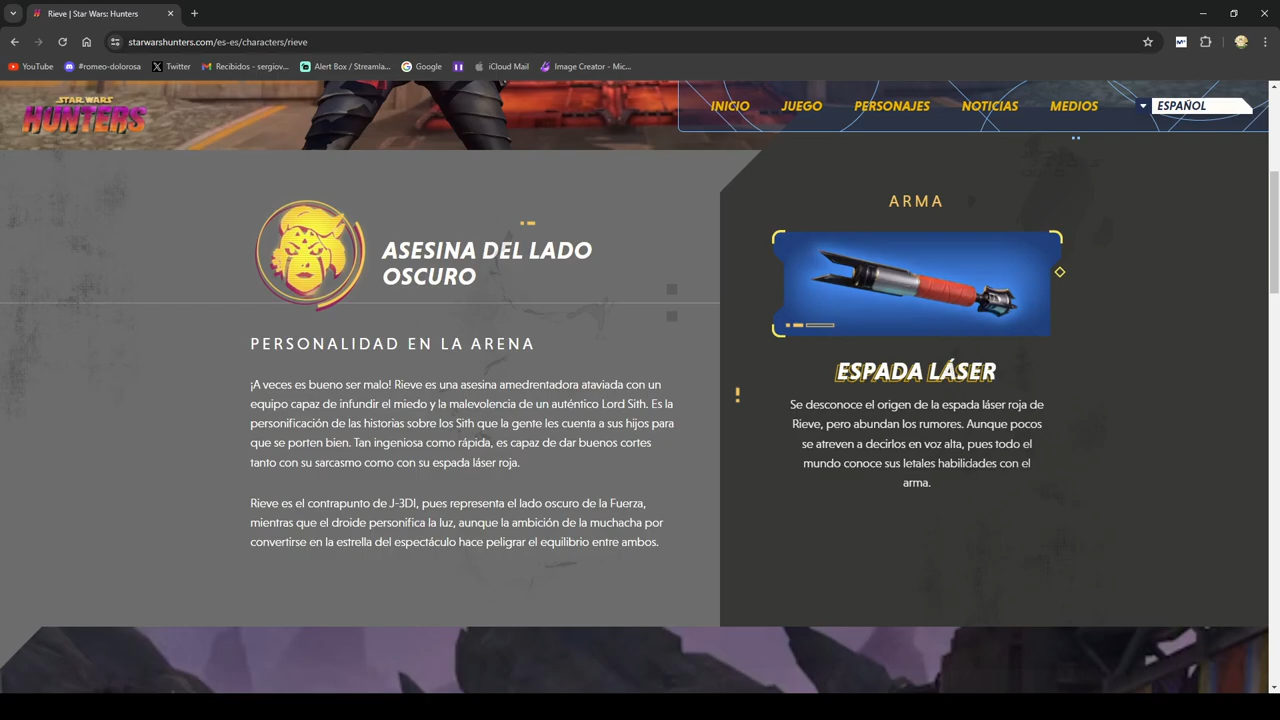 Rieve | Star Wars: Hunters
starwarshunters.com/es-es/characters/rieve
YouTube
#romeo-dolorosa
Twitter
Recibidos - sergiov...
Alert Box / Streamla...
Google
iCloud Mail
Image Creator - Mic...
STAR WARS
HUNTERS
INICIO
JUEGO
PERSONAJES
NOTICIAS
MEDIOS
ESPAÑOL
ASESINA DEL LADO
OSCURO
PERSONALIDAD EN LA ARENA
¡A veces es bueno ser malo! Rieve es una asesina amedrentadora ataviada con un
equipo capaz de infundir el miedo y la malevolencia de un auténtico Lord Sith. Es la
personificación de las historias sobre los Sith que la gente les cuenta a sus hijos para
que se porten bien. Tan ingeniosa como rápida, es capaz de dar buenos cortes
tanto con su sarcasmo como con su espada láser roja.
Rieve es el contrapunto de J-3DI, pues representa el lado oscuro de la Fuerza,
mientras que el droide personifica la luz, aunque la ambición de la muchacha por
convertirse en la estrella del espectáculo hace peligrar el equilibrio entre ambos.
ARMA
ESPADA LÁSER
Se desconoce el origen de la espada láser roja de
Rieve, pero abundan los rumores. Aunque pocos
se atreven a decirlos en voz alta, pues todo el
mundo conoce sus letales habilidades con el
arma.